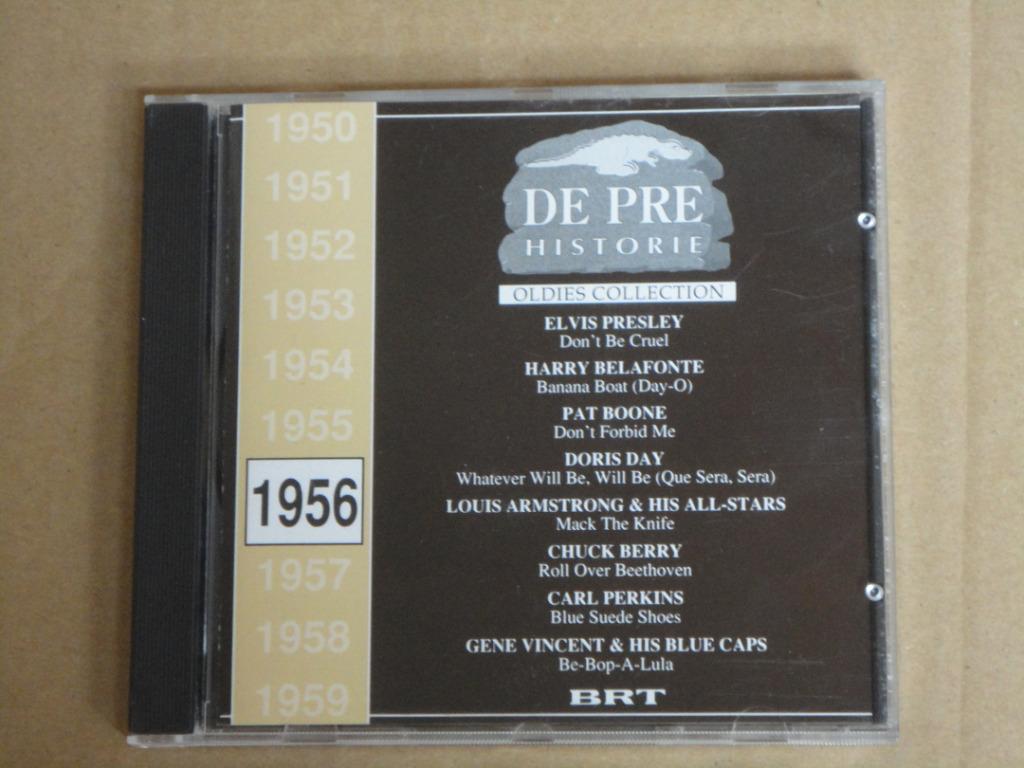 1950
1951
1952
1953
1954
1955
1956
1957
1958
1959
DE PRE
HISTORIE
OLDIES COLLECTION
ELVIS PRESLEY
Don't Be Cruel
HARRY BELAFONTE
Banana Boat (Day-O)
PAT BOONE
Don't Forbid Me
DORIS DAY
Whatever Will Be, Will Be (Que Sera, Sera)
LOUIS ARMSTRONG & HIS ALL-STARS
Mack The Knife
CHUCK BERRY
Roll Over Beethoven
CARL PERKINS
Blue Suede Shoes
GENE VINCENT & HIS BLUE CAPS
Be-Bop-A-Lula
BRT